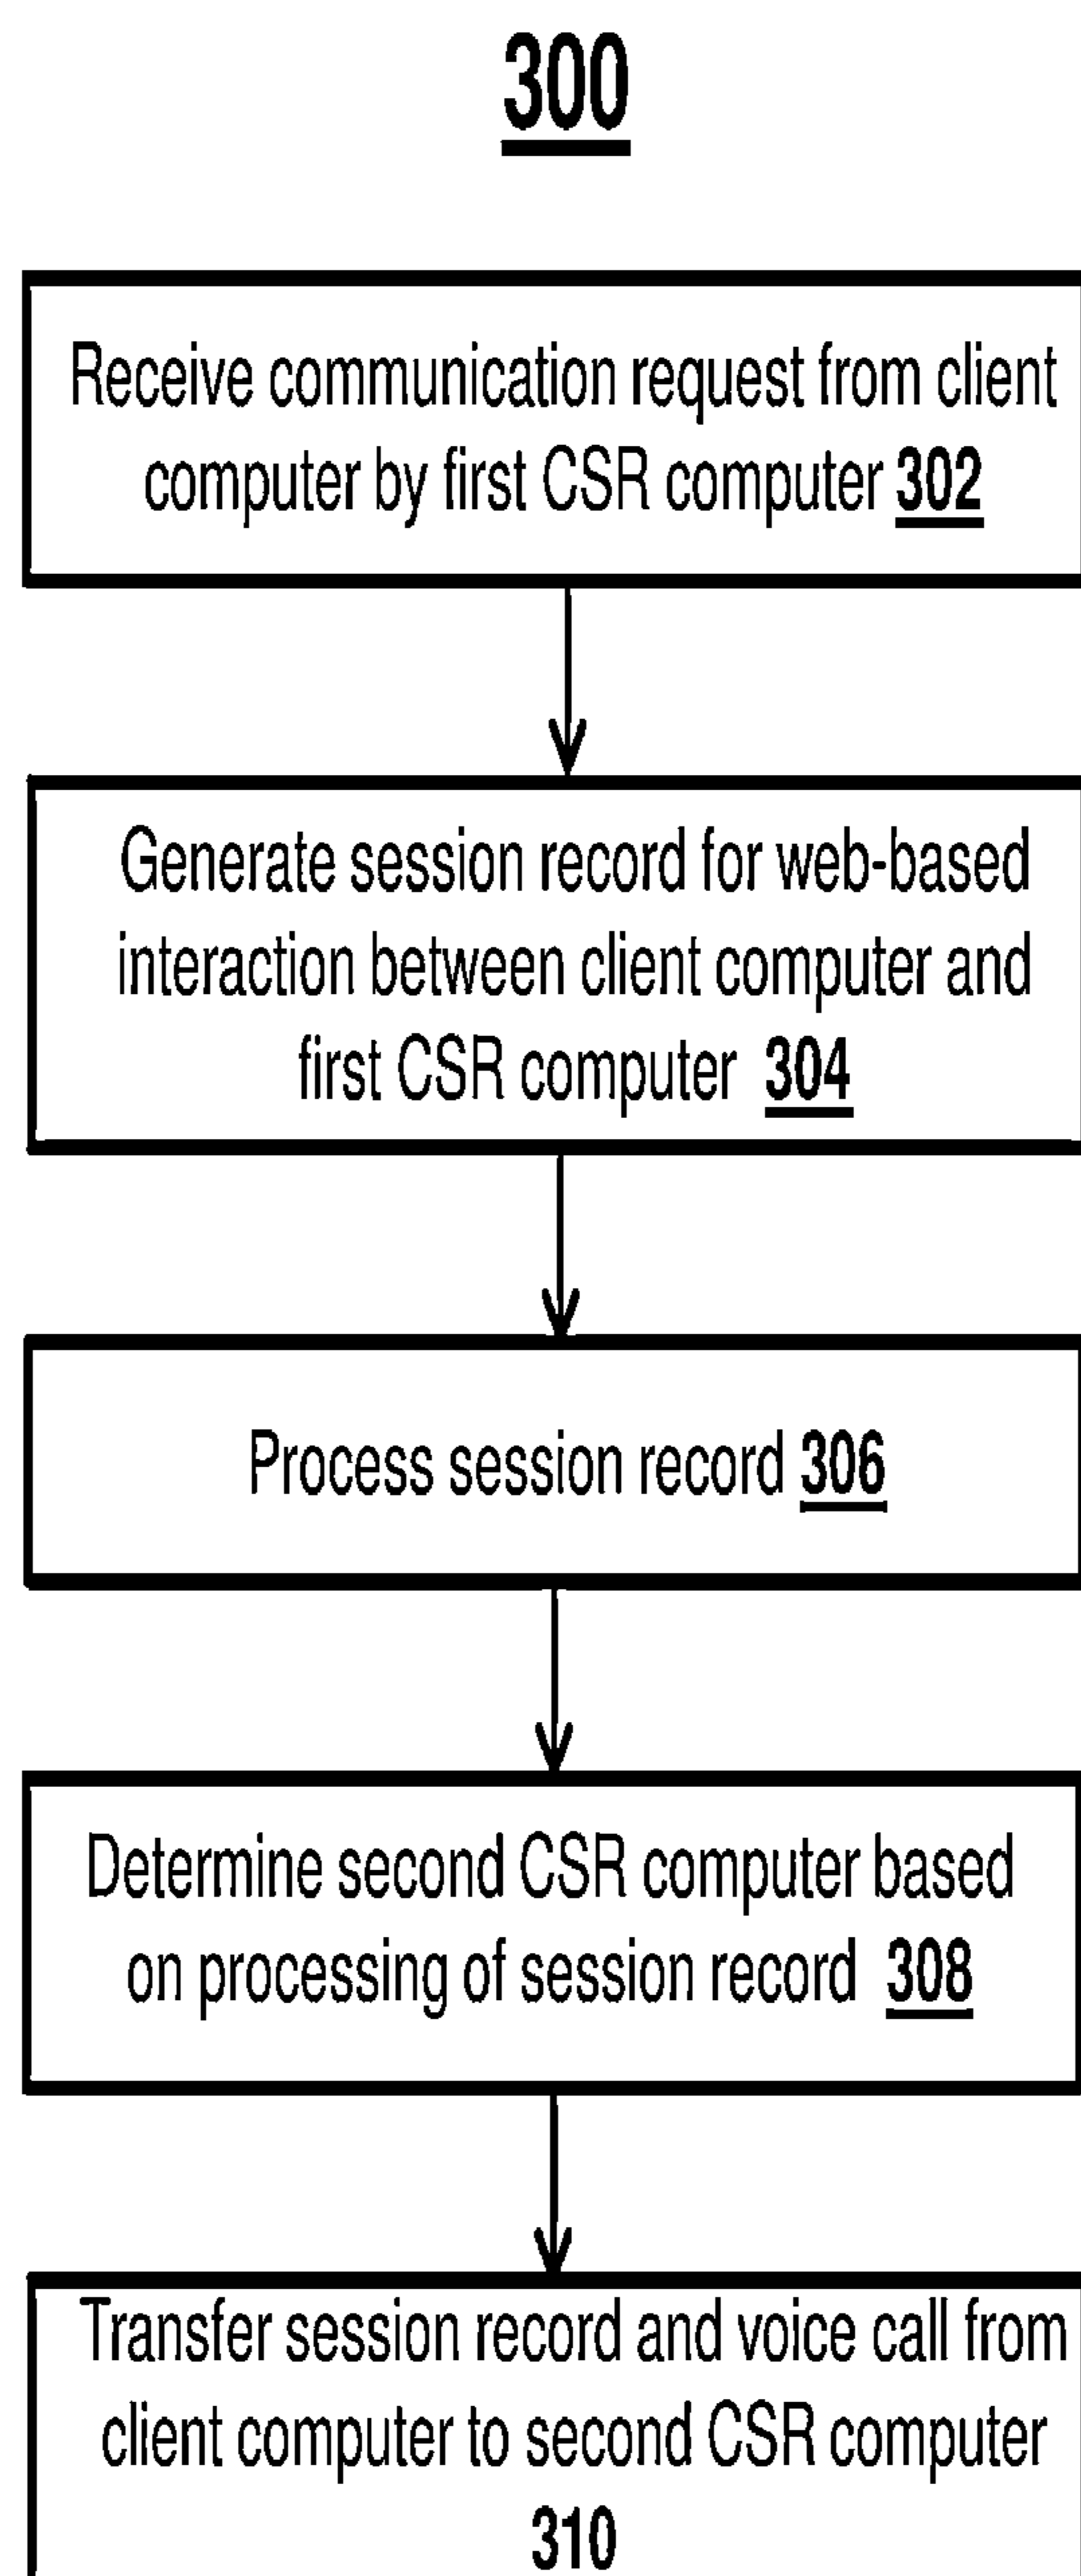 300
Receive communication request from client
computer by first CSR computer 302
Generate session record for web-based
interaction between client computer and
first CSR computer 304
Process session record 306
Determine second CSR computer based
on processing of session record 308
Transfer session record and voice call from
client computer to second CSR computer
310